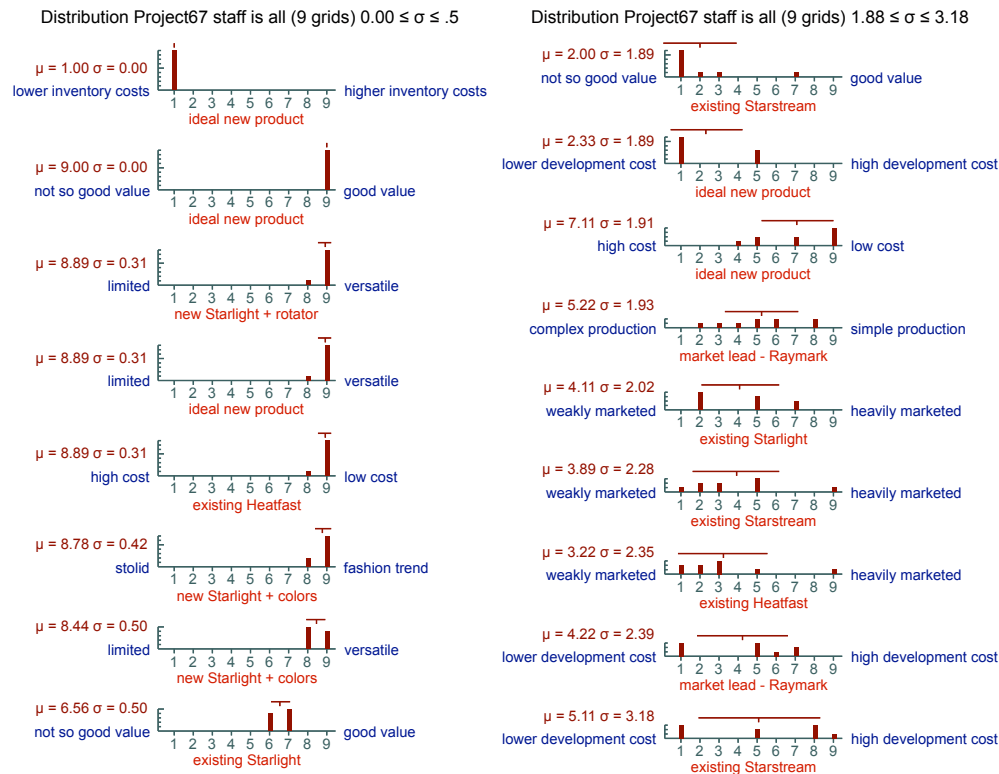 Distribution Project67 staff is all (9 grids) 0.00 ≤ σ ≤ .5
μ = 1.00 σ = 0.00
lower inventory costs
higher inventory costs
1 2 3 4 5 6 7 8 9
ideal new product
μ = 9.00 σ = 0.00
not so good value
good value
1 2 3 4 5 6 7 8 9
ideal new product
μ = 8.89 σ = 0.31
limited
versatile
1 2 3 4 5 6 7 8 9
new Starlight + rotator
μ = 8.89 σ = 0.31
limited
versatile
1 2 3 4 5 6 7 8 9
ideal new product
μ = 8.89 σ = 0.31
high cost
low cost
1 2 3 4 5 6 7 8 9
existing Heatfast
μ = 8.78 σ = 0.42
stolid
fashion trend
1 2 3 4 5 6 7 8 9
new Starlight + colors
μ = 8.44 σ = 0.50
limited
versatile
1 2 3 4 5 6 7 8 9
new Starlight + colors
μ = 6.56 σ = 0.50
not so good value
good value
1 2 3 4 5 6 7 8 9
existing Starlight
Distribution Project67 staff is all (9 grids) 1.88 ≤ σ ≤ 3.18
μ = 2.00 σ = 1.89
not so good value
good value
1 2 3 4 5 6 7 8 9
existing Starstream
μ = 2.33 σ = 1.89
lower development cost
high development cost
1 2 3 4 5 6 7 8 9
ideal new product
μ = 7.11 σ = 1.91
high cost
low cost
1 2 3 4 5 6 7 8 9
ideal new product
μ = 5.22 σ = 1.93
complex production
simple production
1 2 3 4 5 6 7 8 9
market lead - Raymark
μ = 4.11 σ = 2.02
weakly marketed
heavily marketed
1 2 3 4 5 6 7 8 9
existing Starlight
μ = 3.89 σ = 2.28
weakly marketed
heavily marketed
1 2 3 4 5 6 7 8 9
existing Starstream
μ = 3.22 σ = 2.35
weakly marketed
heavily marketed
1 2 3 4 5 6 7 8 9
existing Heatfast
μ = 4.22 σ = 2.39
lower development cost
high development cost
1 2 3 4 5 6 7 8 9
market lead - Raymark
μ = 5.11 σ = 3.18
lower development cost
high development cost
1 2 3 4 5 6 7 8 9
existing Starstream